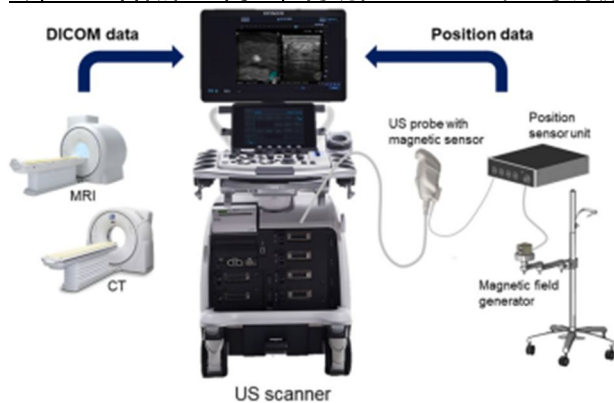 DICOM data
Position data
US probe with
magnetic sensor
Position
sensor unit
MRI
CT
Magnetic field
generator
US scanner